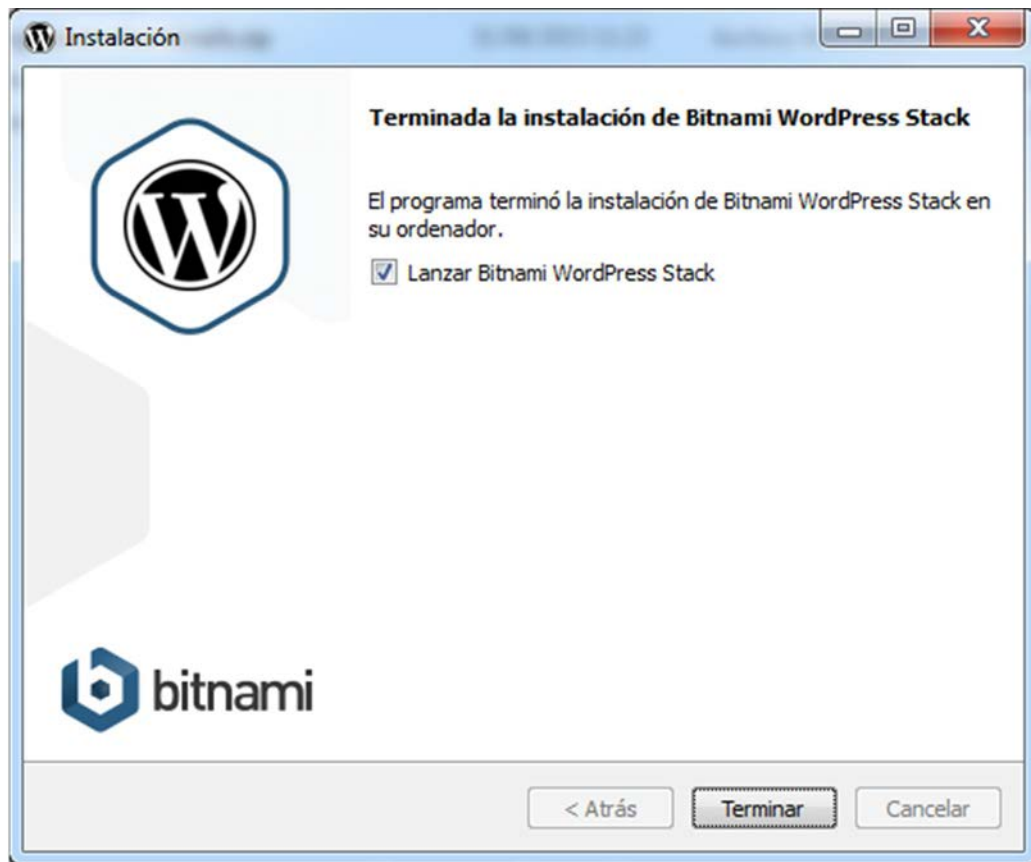 Instalación
Terminada la instalación de Bitnami WordPress Stack
El programa terminó la instalación de Bitnami WordPress Stack en
su ordenador.
Lanzar Bitnami WordPress Stack
bitnami
< Atrás
Terminar
Cancelar